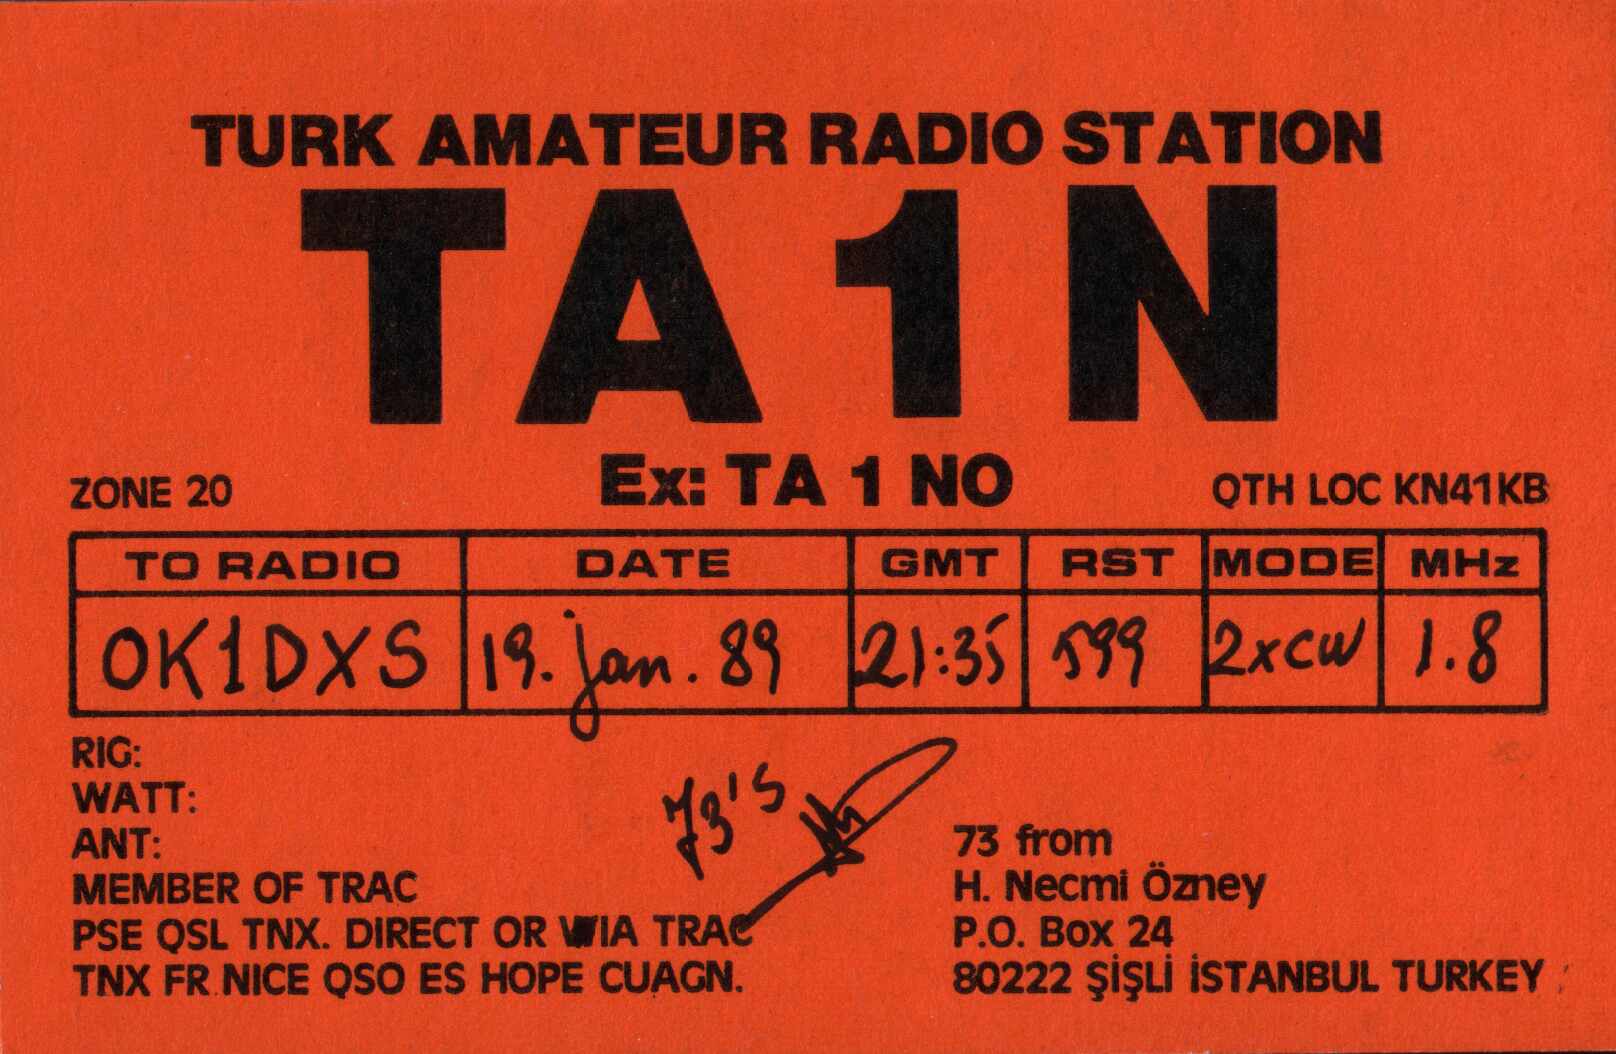 TURK AMATEUR RADIO STATION
TA1N
Ex: TA 1 NO
ZONE 20
QTH LOC KN41KB
TO RADIO DATE GMT RST MODE MHz
OK1DXS 19. jan. 89 21:35 599 2xCW 1.8
RIG:
WATT:
ANT:
MEMBER OF TRAC
PSE QSL TNX. DIRECT OR VIA TRAC
TNX FR NICE QSO ES HOPE CUAGN.
73's
73 from
H. Necmi Özney
P.O. Box 24
80222 ŞİŞLİ İSTANBUL TURKEY